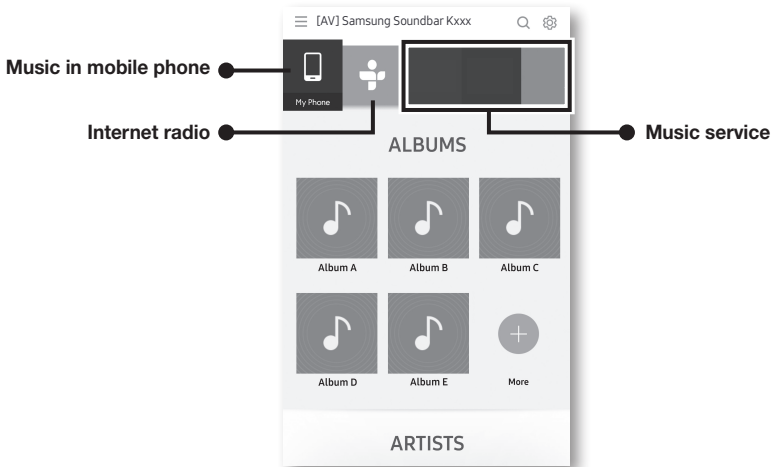 [AV] Samsung Soundbar Kxxx
Music in mobile phone
My Phone
Internet radio
Music service
ALBUMS
Album A
Album B
Album C
Album D
Album E
More
ARTISTS